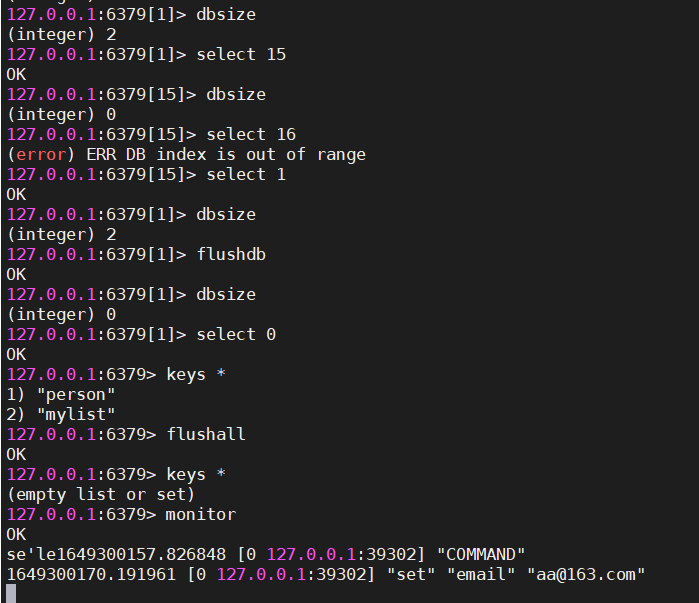 127.0.0.1:6379[1]> dbsize
(integer) 2
127.0.0.1:6379[1]> select 15
OK
127.0.0.1:6379[15]> dbsize
(integer) 0
127.0.0.1:6379[15]> select 16
(error) ERR DB index is out of range
127.0.0.1:6379[15]> select 1
OK
127.0.0.1:6379[1]> dbsize
(integer) 2
127.0.0.1:6379[1]> flushdb
OK
127.0.0.1:6379[1]> dbsize
(integer) 0
127.0.0.1:6379[1]> select 0
OK
127.0.0.1:6379> keys *
1) "person"
2) "mylist"
127.0.0.1:6379> flushall
OK
127.0.0.1:6379> keys *
(empty list or set)
127.0.0.1:6379> monitor
OK
se'le1649300157.826848 [0 127.0.0.1:39302] "COMMAND"
1649300170.191961 [0 127.0.0.1:39302] "set" "email" "aa@163.com"